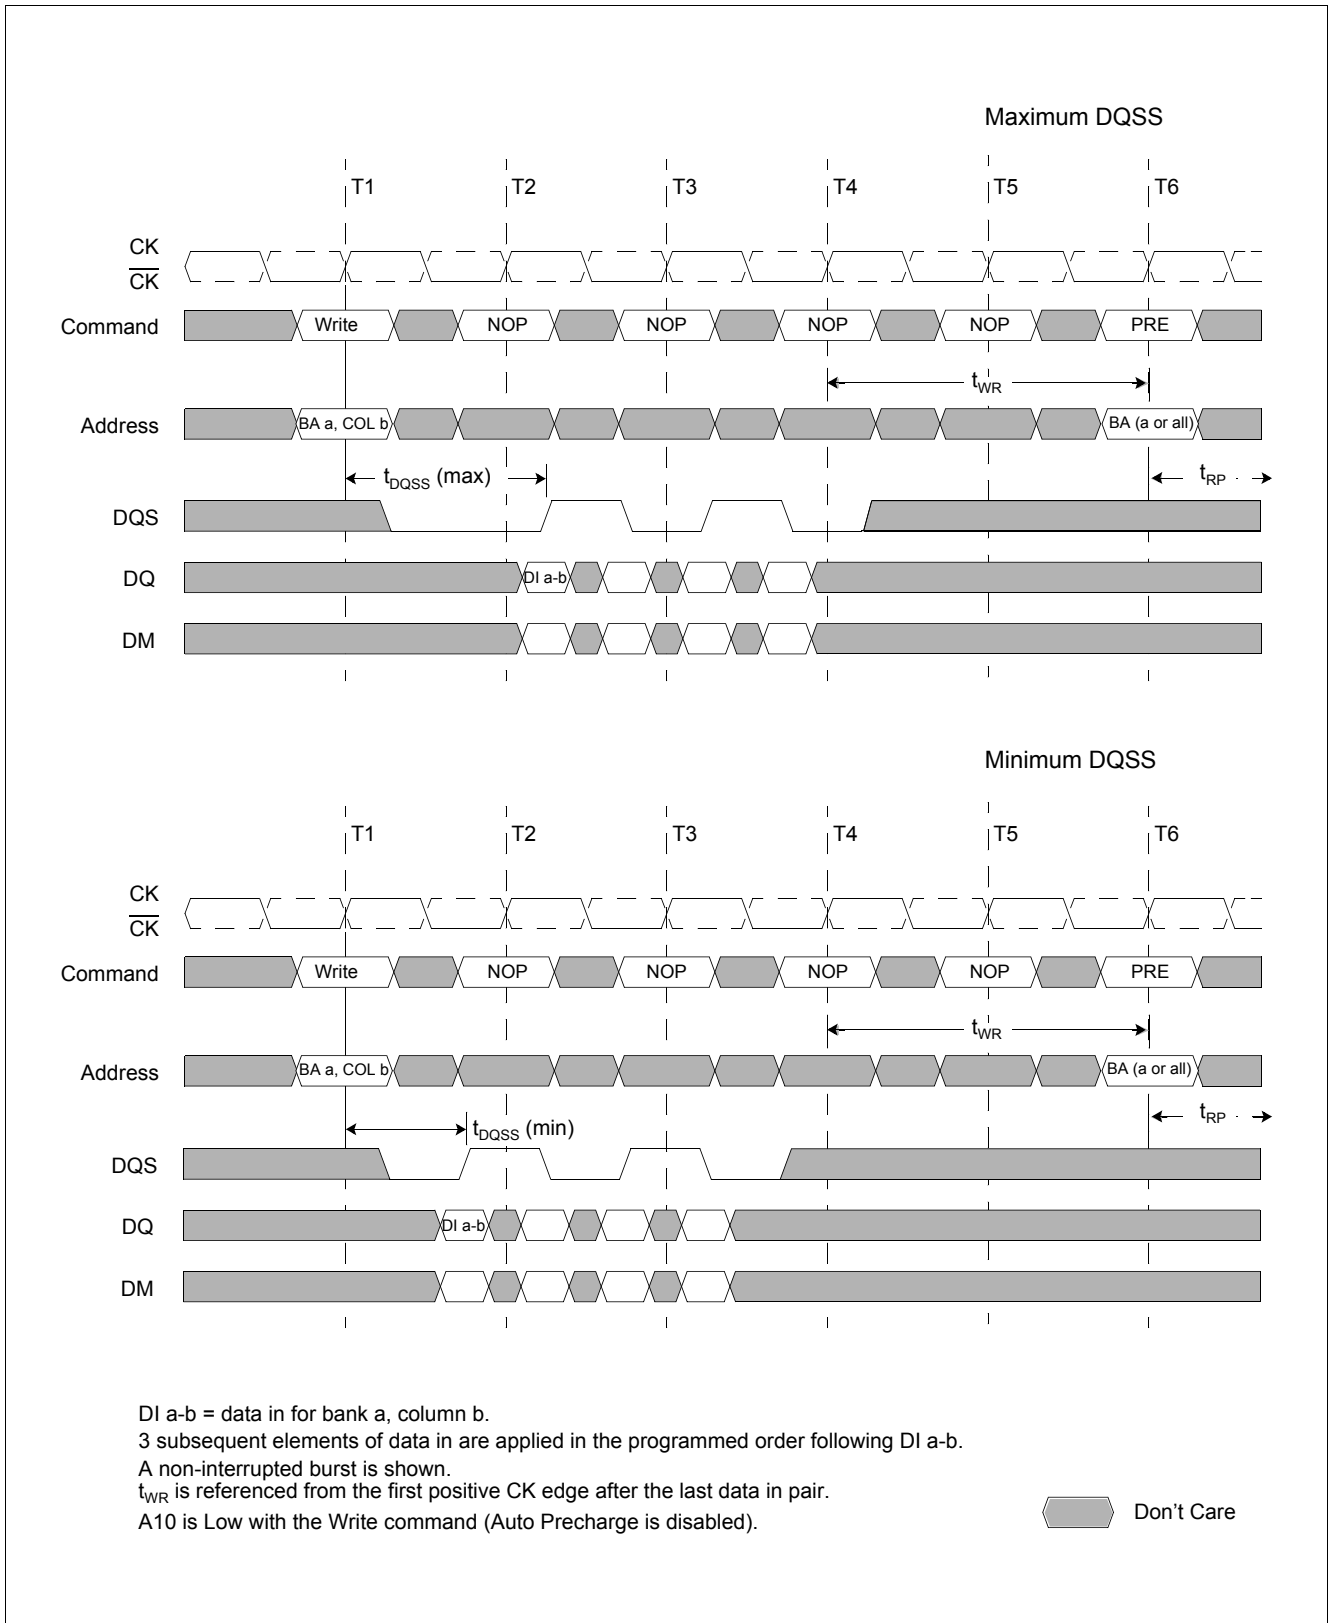 Maximum DQSS
T1 T2 T3 T4 T5 T6
CK
CK
Command Write NOP NOP NOP NOP PRE
tWR
Address BA a, COL b BA (a or all)
tDQSS (max) tRP
DQS
DQ DI a-b
DM
Minimum DQSS
T1 T2 T3 T4 T5 T6
CK
CK
Command Write NOP NOP NOP NOP PRE
tWR
Address BA a, COL b BA (a or all)
tDQSS (min) tRP
DQS
DQ DI a-b
DM
DI a-b = data in for bank a, column b.
3 subsequent elements of data in are applied in the programmed order following DI a-b.
A non-interrupted burst is shown.
tWR is referenced from the first positive CK edge after the last data in pair.
A10 is Low with the Write command (Auto Precharge is disabled).
Don't Care